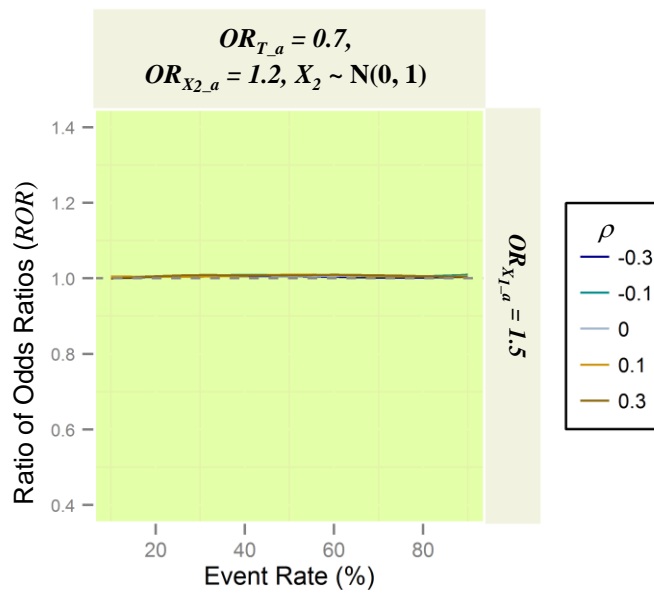 OR_T_a = 0.7,
OR_X2_a = 1.2, X2 ~ N(0, 1)
Ratio of Odds Ratios (ROR)
1.4
1.2
1.0
0.8
0.6
0.4
20 40 60 80
Event Rate (%)
OR_X1_a = 1.5
ρ
-0.3
-0.1
0
0.1
0.3